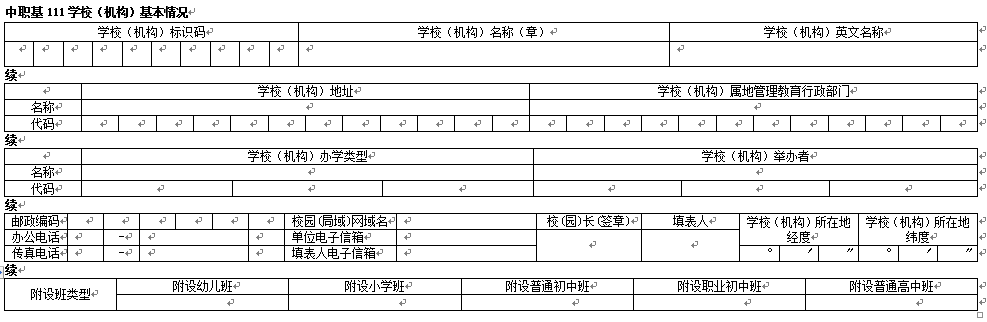 中职基111学校（机构）基本情况
学校（机构）标识码 学校（机构）名称（章） 学校（机构）英文名称
续
学校（机构）地址 学校（机构）属地管理教育行政部门
名称
代码
续
学校（机构）办学类型 学校（机构）举办者
名称
代码
续
邮政编码 校园(局域)网域名 校(园)长(签章) 填表人 学校（机构）所在地经度 学校（机构）所在地纬度
办公电话 - 单位电子信箱
传真电话 - 填表人电子信箱 ° ′ ″ ° ′ ″
续
附设班类型 附设幼儿班 附设小学班 附设普通初中班 附设职业初中班 附设普通高中班